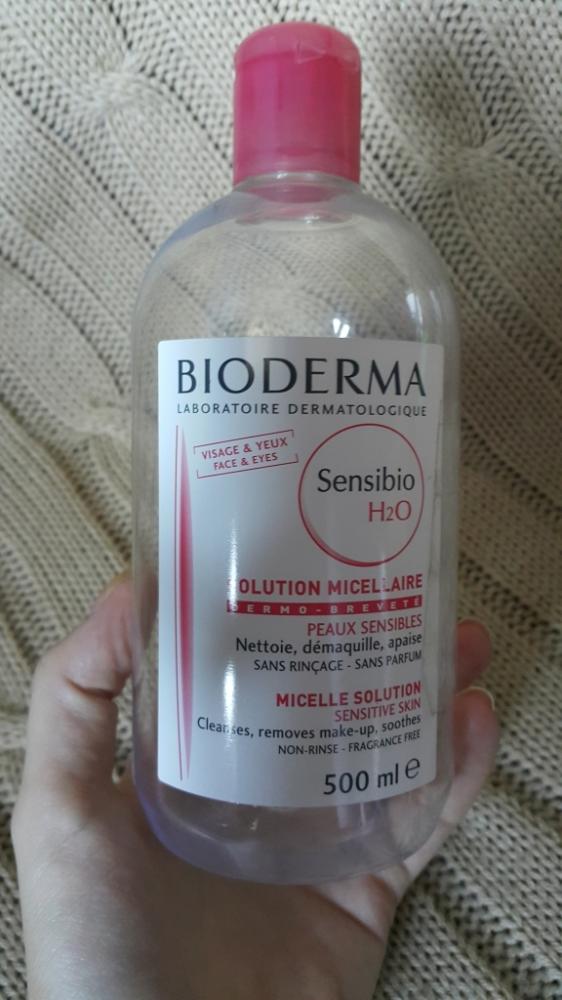 BIODERMA
LABORATOIRE DERMATOLOGIQUE
VISAGE & YEUX
FACE & EYES
Sensibio
H2O
SOLUTION MICELLAIRE
DERMO-BREVETÉ
PEAUX SENSIBLES
Nettoie, démaquille, apaise
SANS RINÇAGE - SANS PARFUM
MICELLE SOLUTION
SENSITIVE SKIN
Cleanses, removes make-up, soothes
NON-RINSE - FRAGRANCE FREE
500 ml e